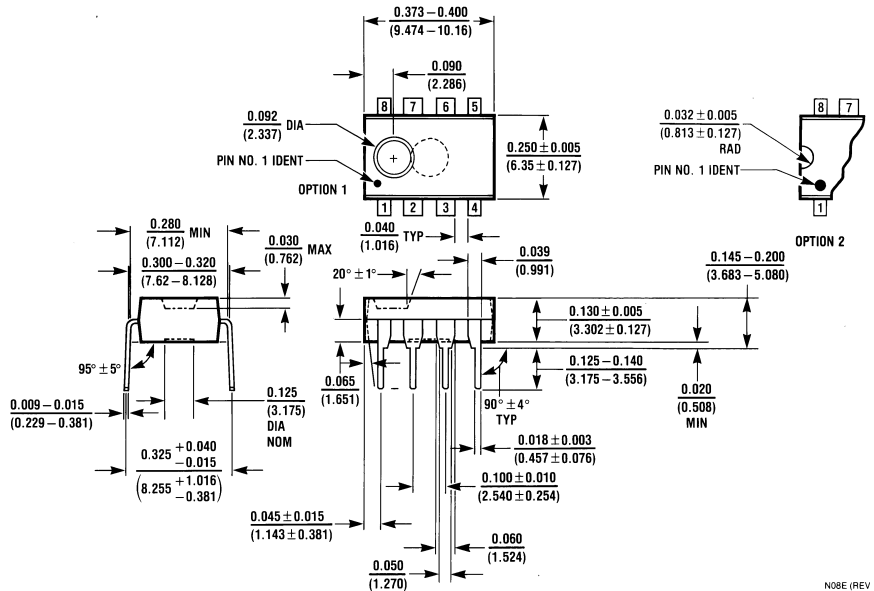 0.373 – 0.400
(9.474 – 10.16)
0.090
(2.286)
8 7 6 5
0.092
(2.337)
DIA
PIN NO. 1 IDENT
OPTION 1
1 2 3 4
0.250 ± 0.005
(6.35 ± 0.127)
0.032 ± 0.005
(0.813 ± 0.127)
RAD
PIN NO. 1 IDENT
8 7
1
OPTION 2
0.280
(7.112)
MIN
0.300 – 0.320
(7.62 – 8.128)
0.030
(0.762)
MAX
0.040
(1.016)
TYP
0.039
(0.991)
20° ± 1°
0.145 – 0.200
(3.683 – 5.080)
0.130 ± 0.005
(3.302 ± 0.127)
0.125 – 0.140
(3.175 – 3.556)
0.020
(0.508)
MIN
95° ± 5°
0.009 – 0.015
(0.229 – 0.381)
0.125
(3.175)
DIA
NOM
0.065
(1.651)
90° ± 4°
TYP
0.325 +0.040
–0.015
(8.255 +1.016
–0.381)
0.018 ± 0.003
(0.457 ± 0.076)
0.100 ± 0.010
(2.540 ± 0.254)
0.045 ± 0.015
(1.143 ± 0.381)
0.060
(1.524)
0.050
(1.270)
N08E (REV